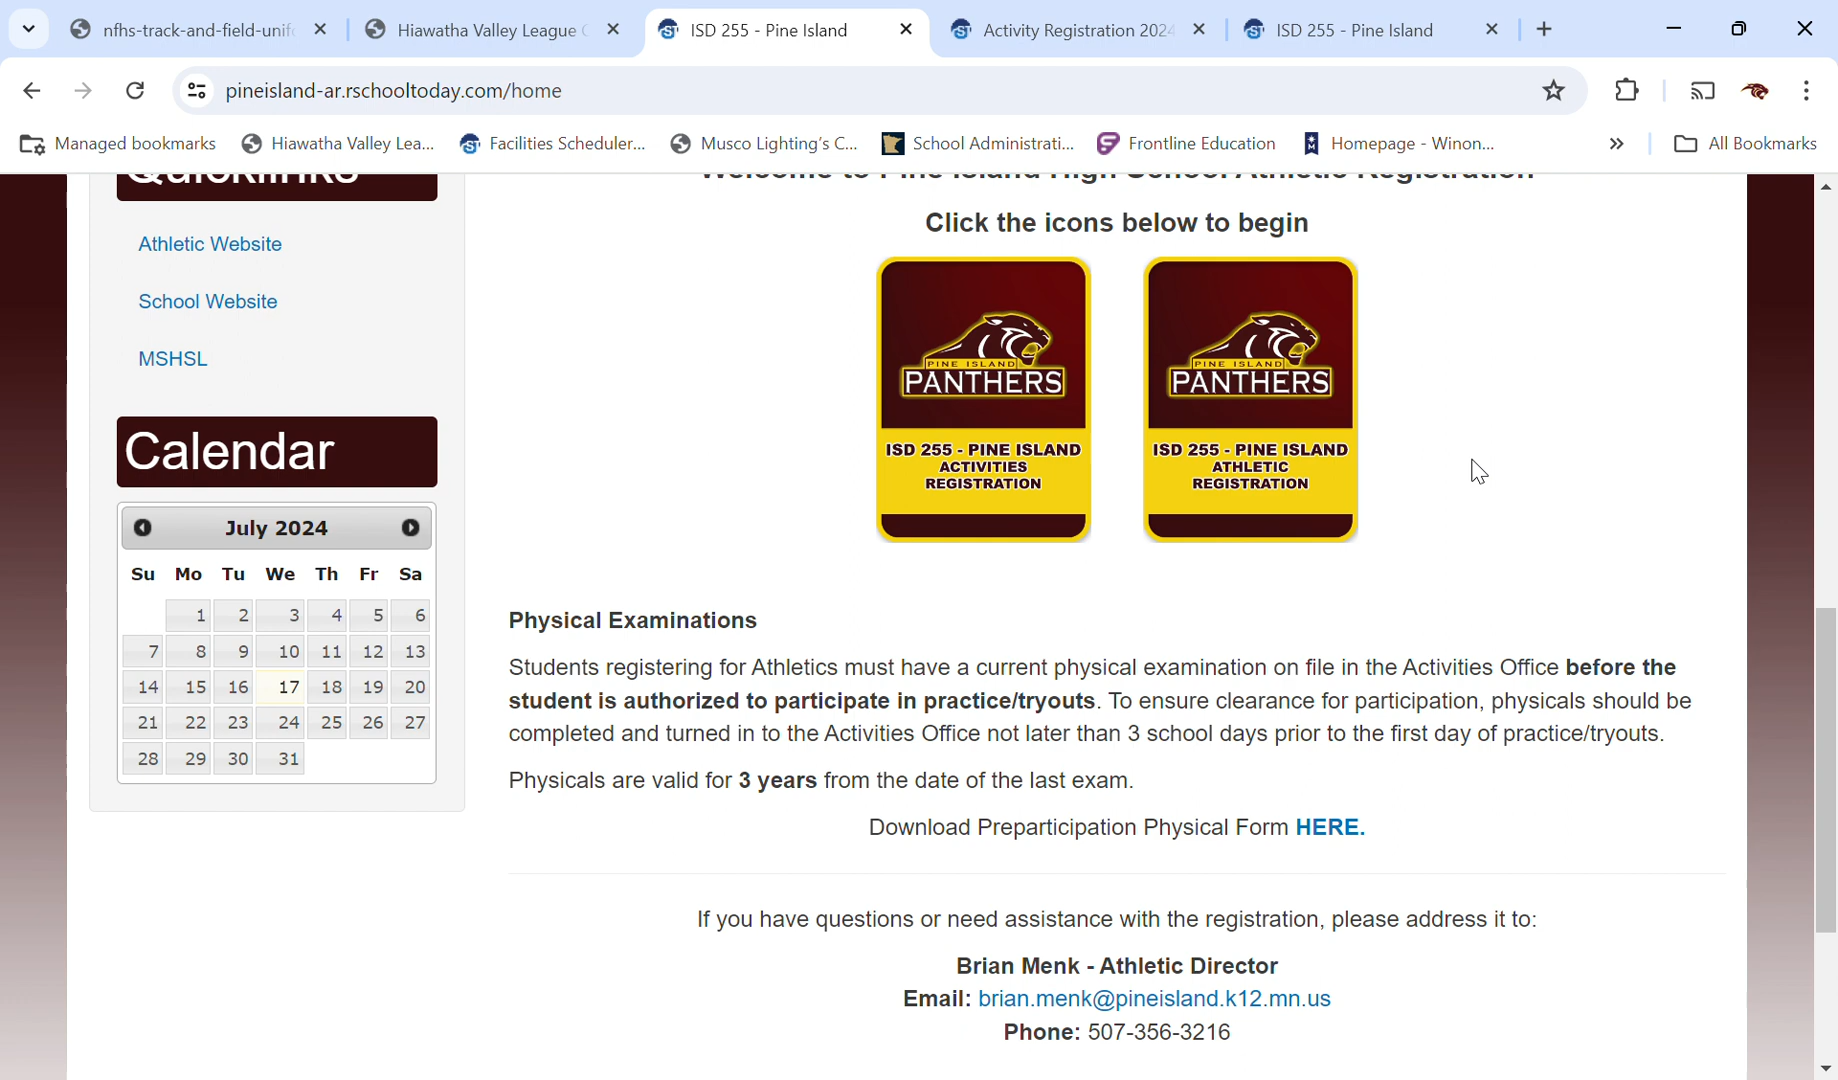 nfhs-track-and-field-unif
Hiawatha Valley League C
ISD 255 - Pine Island
Activity Registration 2024
ISD 255 - Pine Island
pineisland-ar.rschooltoday.com/home
Managed bookmarks
Hiawatha Valley Lea...
Facilities Scheduler...
Musco Lighting's C...
School Administrati...
Frontline Education
Homepage - Winon...
All Bookmarks
Quicklinks
Athletic Website
School Website
MSHSL
Calendar
July 2024
Su Mo Tu We Th Fr Sa
1 2 3 4 5 6
7 8 9 10 11 12 13
14 15 16 17 18 19 20
21 22 23 24 25 26 27
28 29 30 31
Welcome to Pine Island High School Athletic Registration
Click the icons below to begin
PINE ISLAND
PANTHERS
ISD 255 - PINE ISLAND
ACTIVITIES
REGISTRATION
PINE ISLAND
PANTHERS
ISD 255 - PINE ISLAND
ATHLETIC
REGISTRATION
Physical Examinations
Students registering for Athletics must have a current physical examination on file in the Activities Office before the
student is authorized to participate in practice/tryouts. To ensure clearance for participation, physicals should be
completed and turned in to the Activities Office not later than 3 school days prior to the first day of practice/tryouts.
Physicals are valid for 3 years from the date of the last exam.
Download Preparticipation Physical Form HERE.
If you have questions or need assistance with the registration, please address it to:
Brian Menk - Athletic Director
Email: brian.menk@pineisland.k12.mn.us
Phone: 507-356-3216